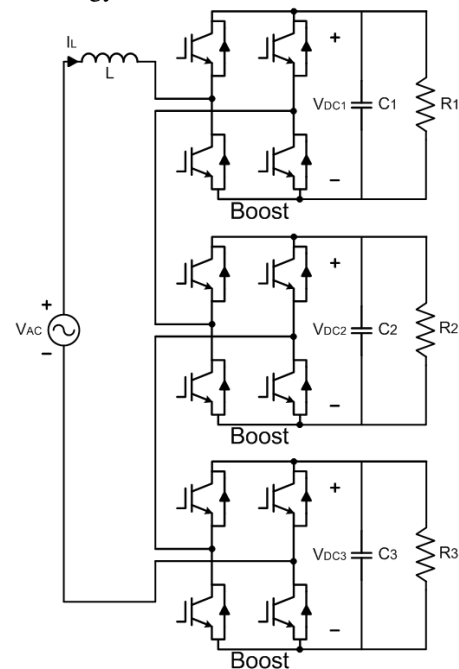 IL
L
+
VDC1
C1
R1
−
Boost
+
VDC2
C2
R2
−
Boost
+
VAC
−
+
VDC3
C3
R3
−
Boost